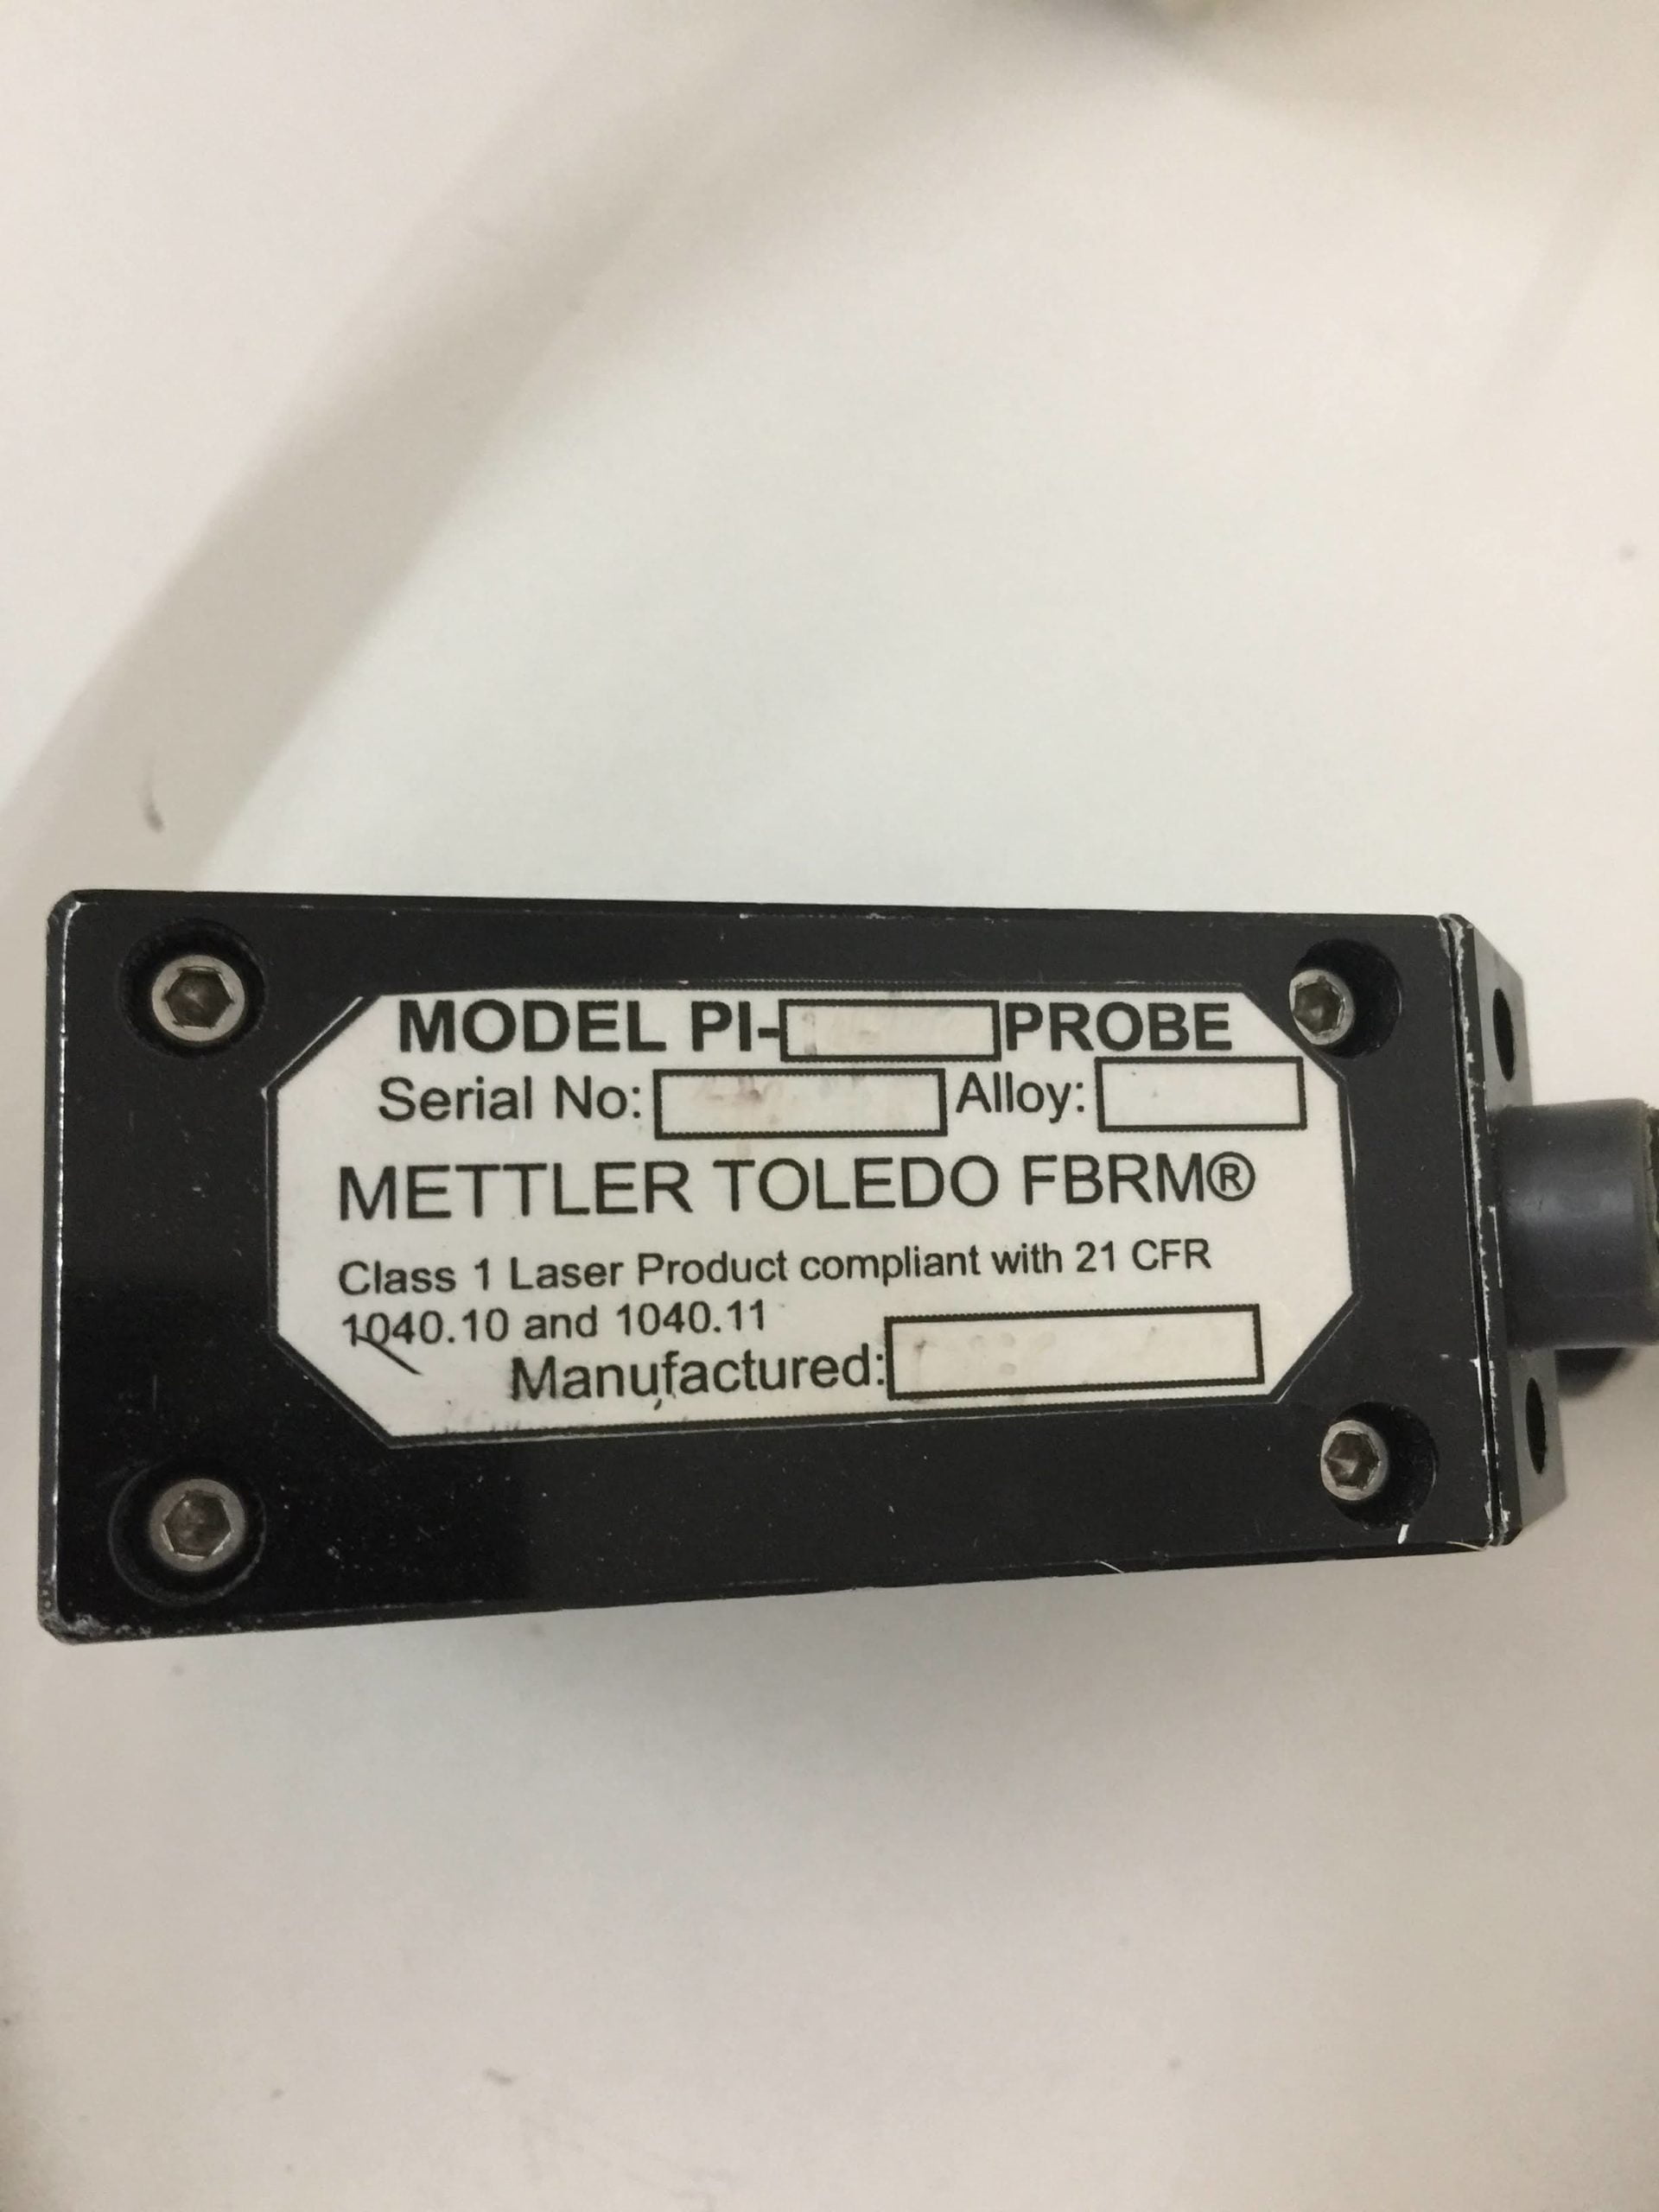 MODEL PI- PROBE
Serial No: Alloy:
METTLER TOLEDO FBRM®
Class 1 Laser Product compliant with 21 CFR
1040.10 and 1040.11
Manufactured: